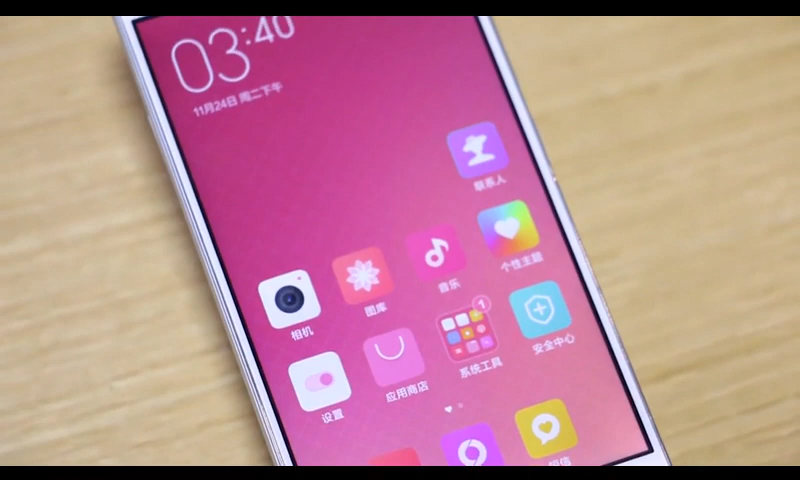 03:40
11月24日 周二下午
联系人
相机
图库
音乐
个性主题
设置
应用商店
1
系统工具
安全中心
短信